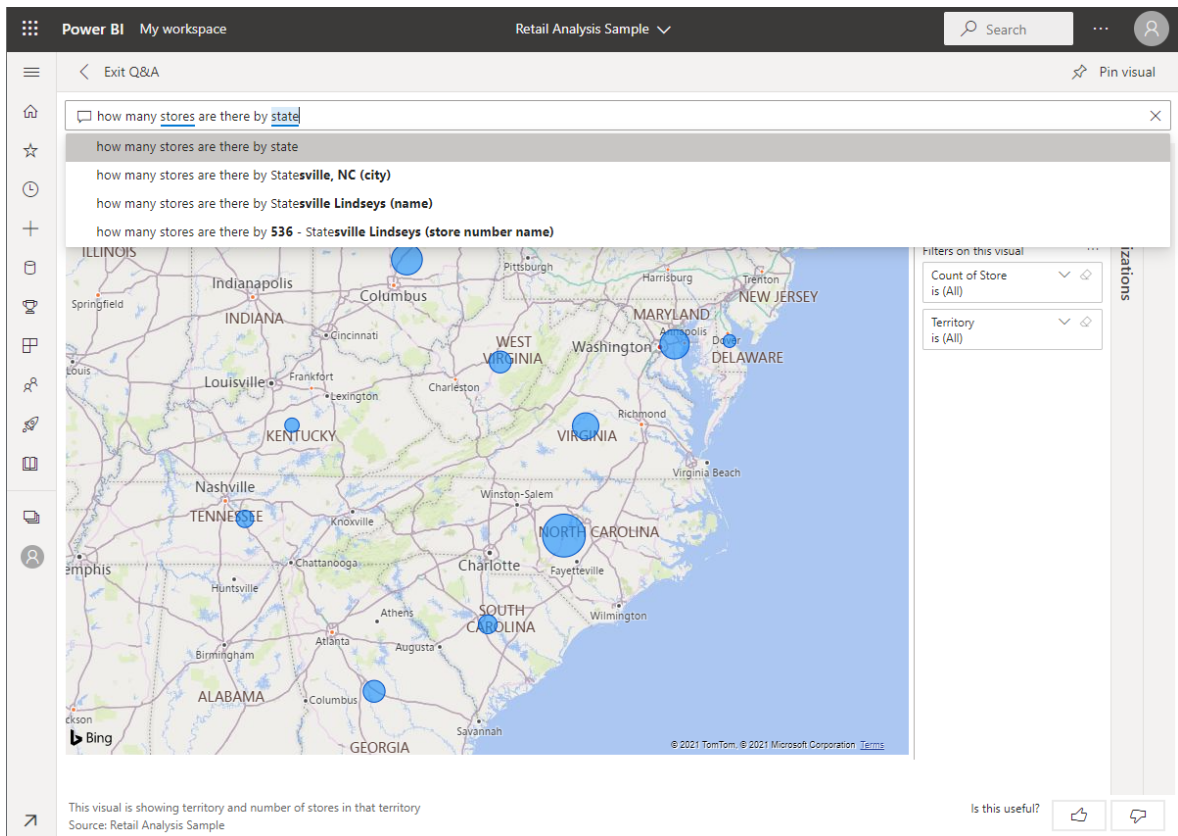 Power BI My workspace
Retail Analysis Sample
Search
Exit Q&A
Pin visual
how many stores are there by state
how many stores are there by state
how many stores are there by Statesville, NC (city)
how many stores are there by Statesville Lindseys (name)
how many stores are there by 536 - Statesville Lindseys (store number name)
Filters on this visual
Count of Store
is (All)
Territory
is (All)
izations
ILLINOIS
Pittsburgh
Harrisburg
Trenton
Springfield
Indianapolis
Columbus
NEW JERSEY
INDIANA
MARYLAND
Cincinnati
Annapolis
WEST
VIRGINIA
Washington
Dover
DELAWARE
Louis
Louisville
Frankfort
Charleston
Lexington
Richmond
KENTUCKY
VIRGINIA
Virginia Beach
Nashville
Winston-Salem
TENNESSEE
Knoxville
NORTH CAROLINA
emphis
Chattanooga
Charlotte
Fayetteville
Huntsville
Athens
SOUTH
CAROLINA
Wilmington
Atlanta
Augusta
Birmingham
ALABAMA
Columbus
ckson
Savannah
Bing
GEORGIA
© 2021 TomTom, © 2021 Microsoft Corporation Terms
This visual is showing territory and number of stores in that territory
Source: Retail Analysis Sample
Is this useful?